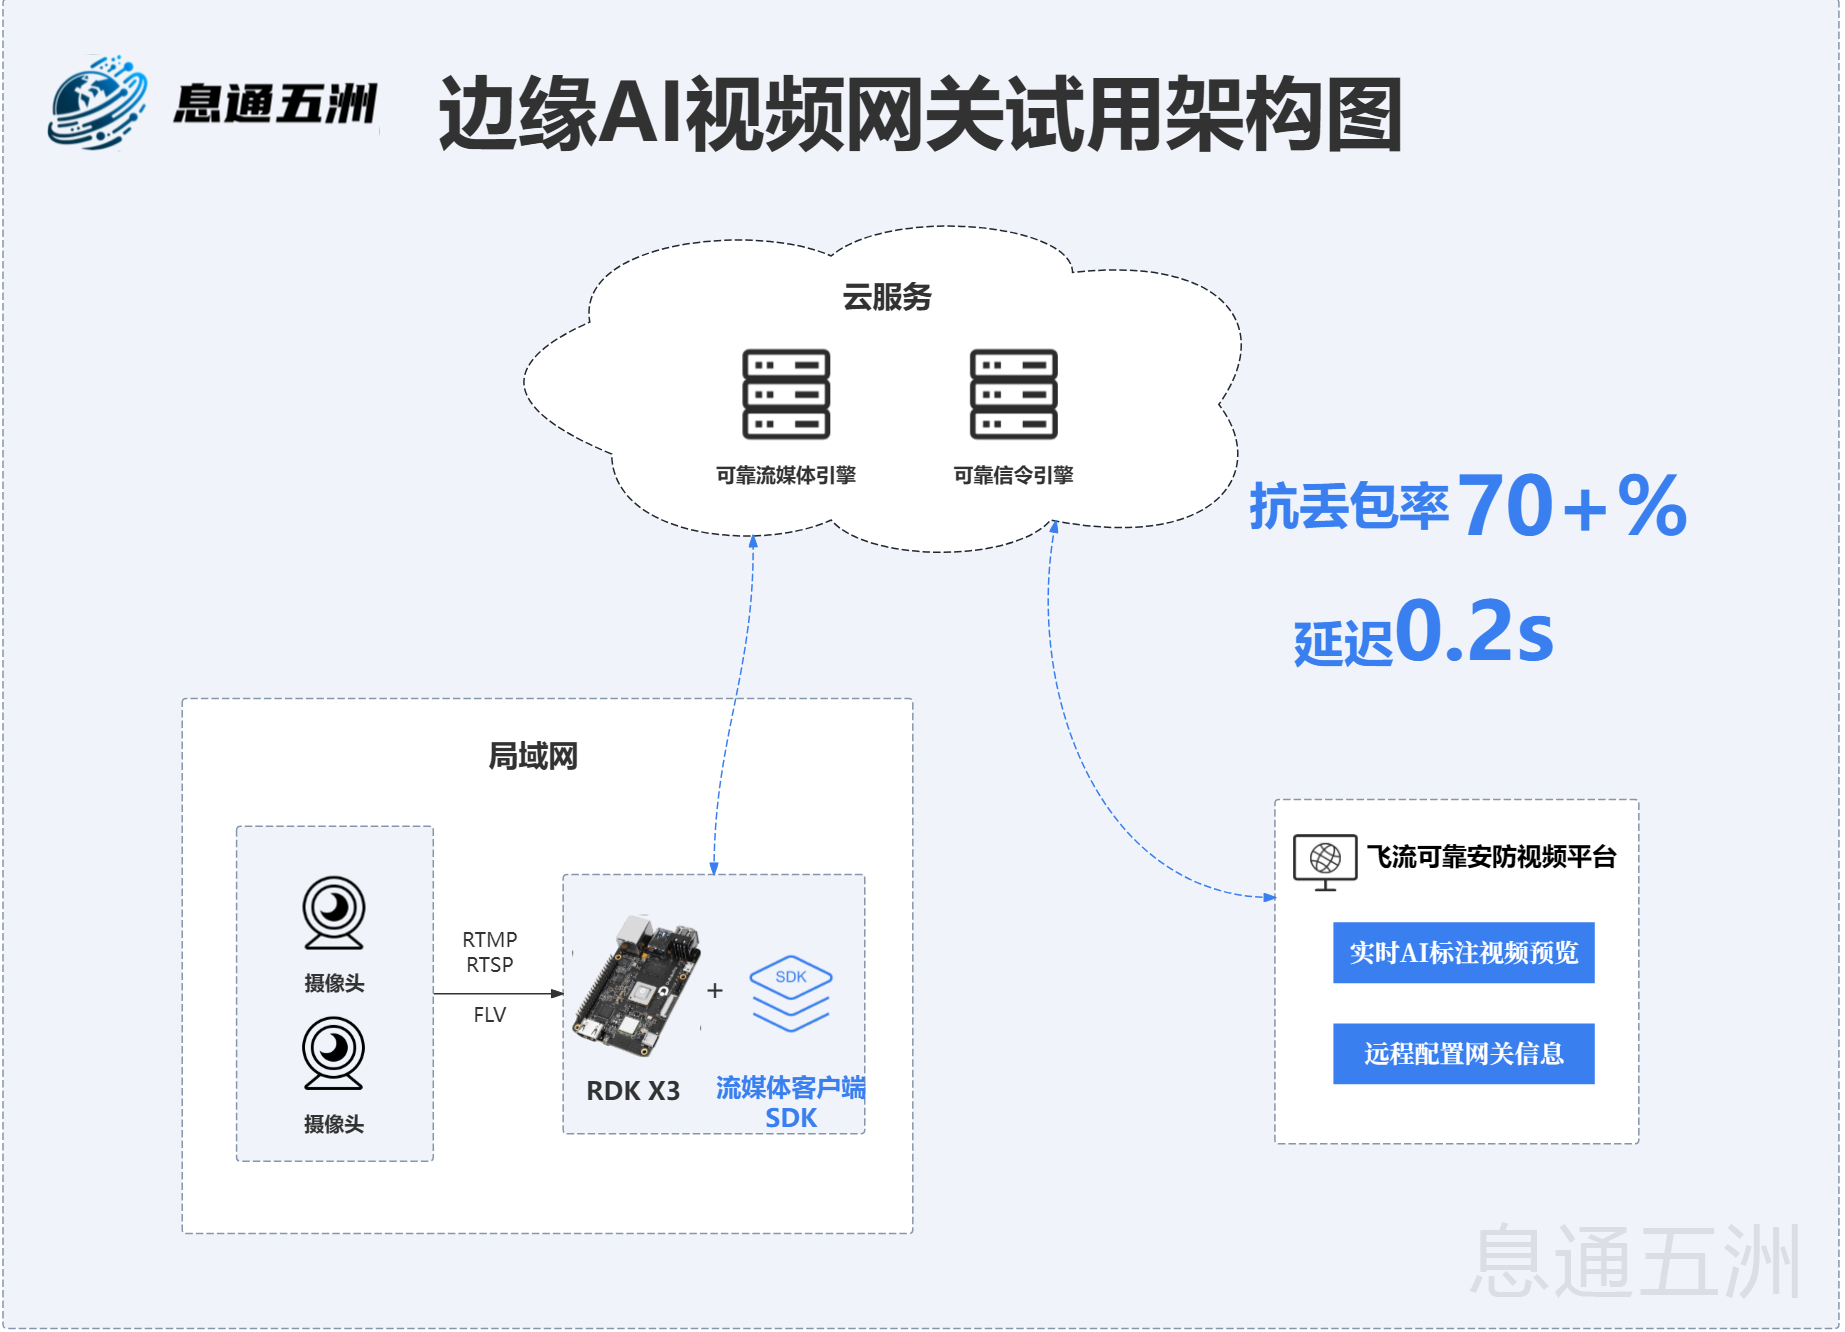 息通五洲
边缘AI视频网关试用架构图
云服务
可靠流媒体引擎
可靠信令引擎
抗丢包率70+%
延迟0.2s
局域网
摄像头
摄像头
RTMP
RTSP
FLV
+
SDK
RDK X3
流媒体客户端
SDK
飞流可靠安防视频平台
实时AI标注视频预览
远程配置网关信息
息通五洲